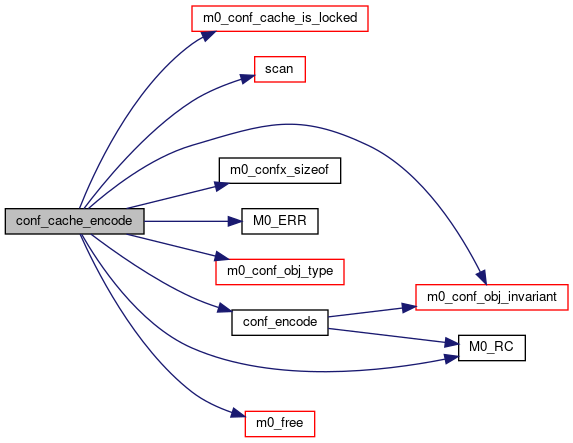 m0_conf_cache_is_locked
scan
m0_confx_sizeof
conf_cache_encode
M0_ERR
m0_conf_obj_type
m0_conf_obj_invariant
conf_encode
M0_RC
m0_free